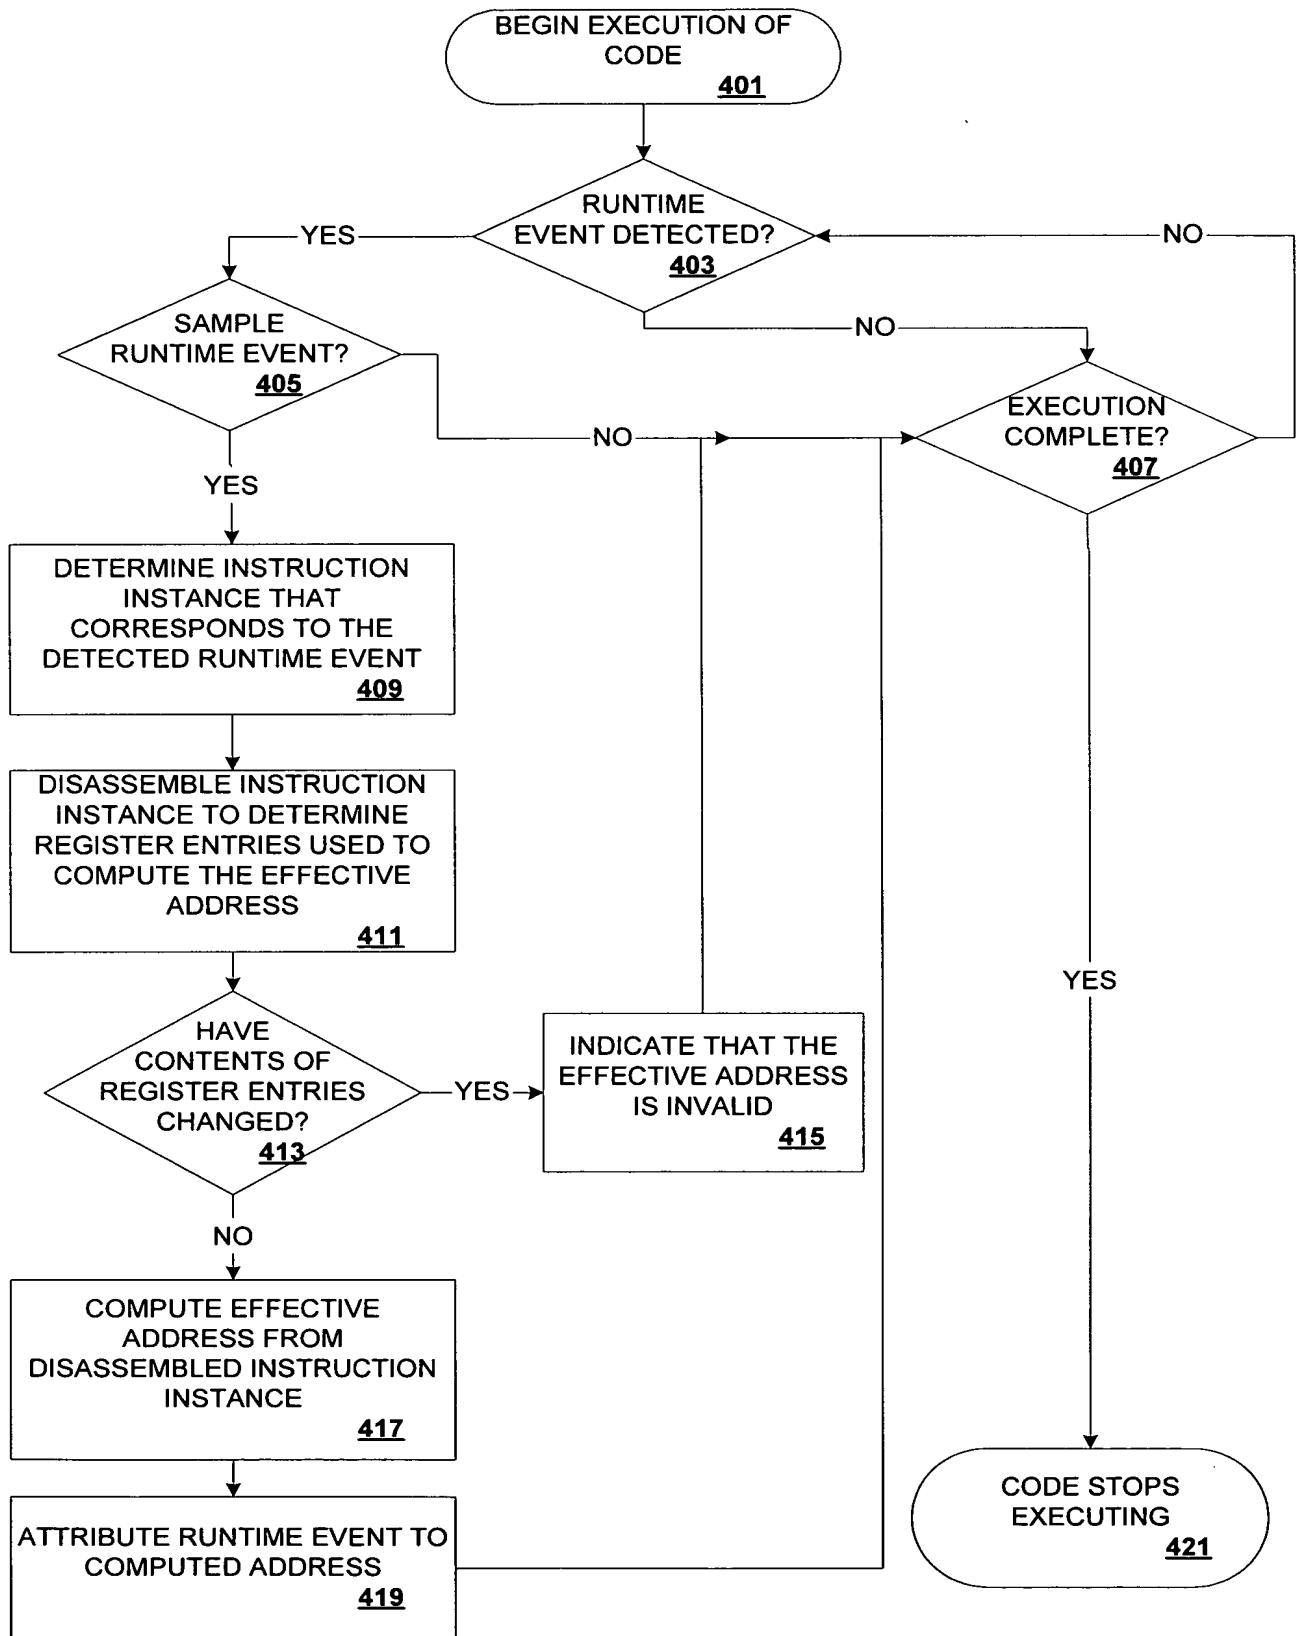 BEGIN EXECUTION OF
CODE
401
RUNTIME
EVENT DETECTED?
403
YES
NO
SAMPLE
RUNTIME EVENT?
405
NO
EXECUTION
COMPLETE?
407
NO
YES
DETERMINE INSTRUCTION
INSTANCE THAT
CORRESPONDS TO THE
DETECTED RUNTIME EVENT
409
DISASSEMBLE INSTRUCTION
INSTANCE TO DETERMINE
REGISTER ENTRIES USED TO
COMPUTE THE EFFECTIVE
ADDRESS
411
YES
HAVE
CONTENTS OF
REGISTER ENTRIES
CHANGED?
413
YES
INDICATE THAT THE
EFFECTIVE ADDRESS
IS INVALID
415
NO
COMPUTE EFFECTIVE
ADDRESS FROM
DISASSEMBLED INSTRUCTION
INSTANCE
417
ATTRIBUTE RUNTIME EVENT TO
COMPUTED ADDRESS
419
CODE STOPS
EXECUTING
421